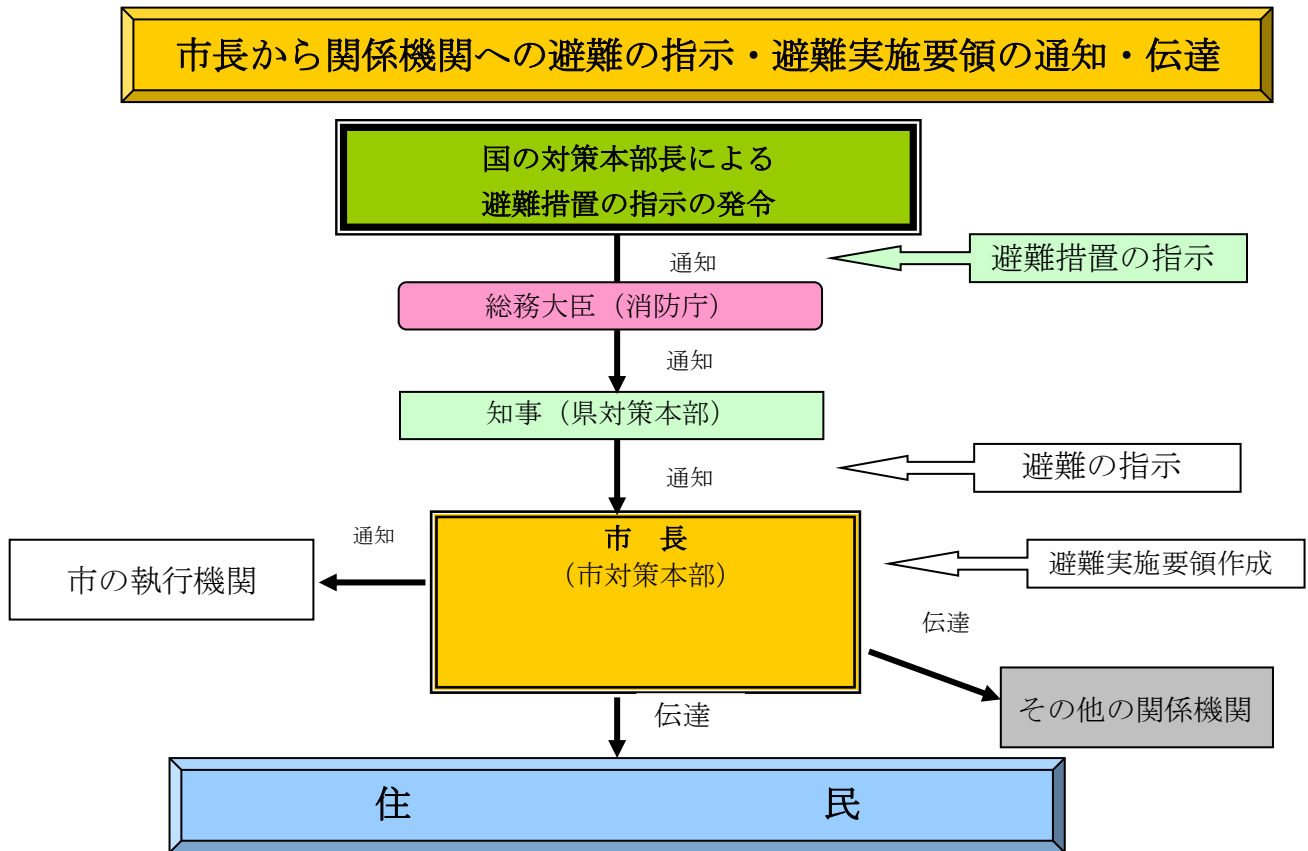 市長から関係機関への避難の指示・避難実施要領の通知・伝達
国の対策本部長による
避難措置の指示の発令
通知
避難措置の指示
総務大臣（消防庁）
通知
知事（県対策本部）
通知
避難の指示
市　長
（市対策本部）
通知
市の執行機関
避難実施要領作成
伝達
その他の関係機関
伝達
住　民